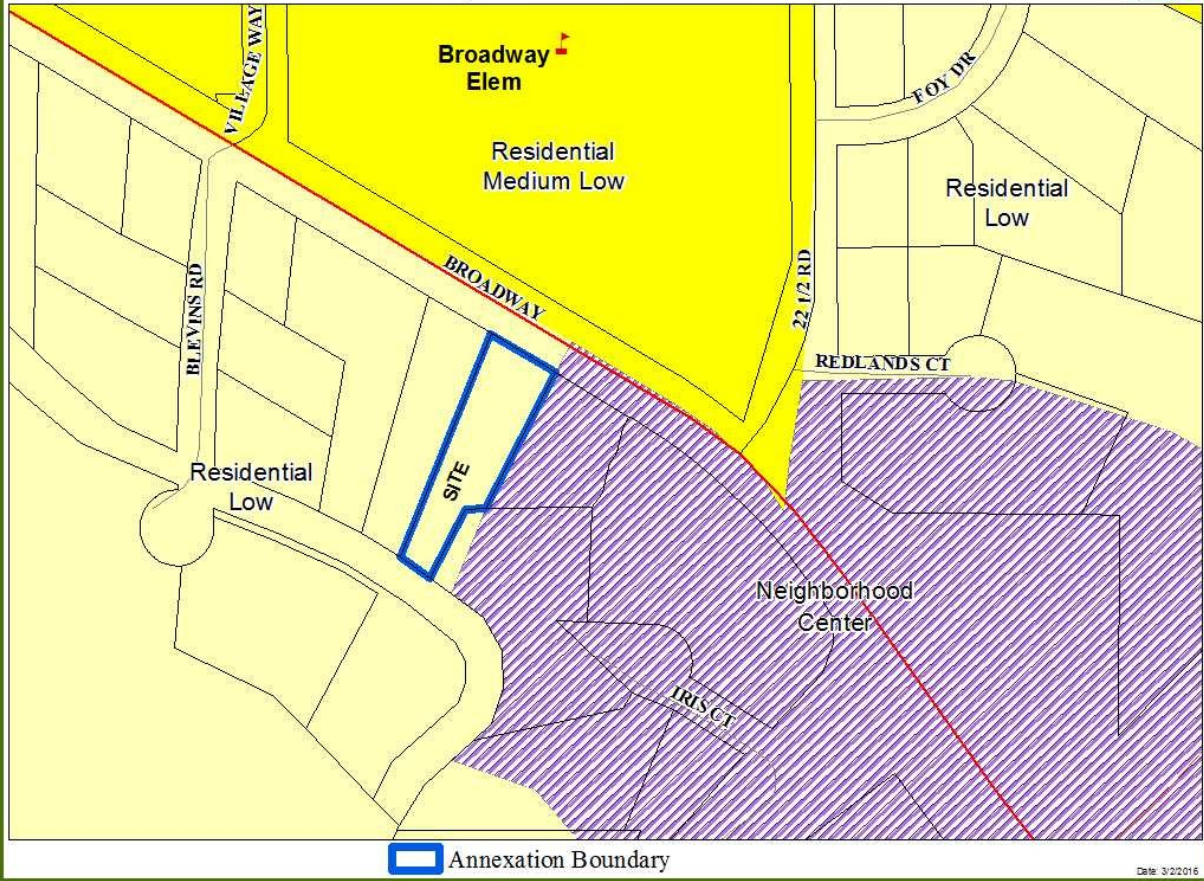 VILLAGE WAY
Broadway
Elem
FOY DR
Residential
Medium Low
Residential
Low
BROADWAY
22 1/2 RD
BLEVINS RD
REDLANDS CT
Residential
Low
SITE
Neighborhood
Center
IRIS CT
Annexation Boundary
Date: 3/2/2016